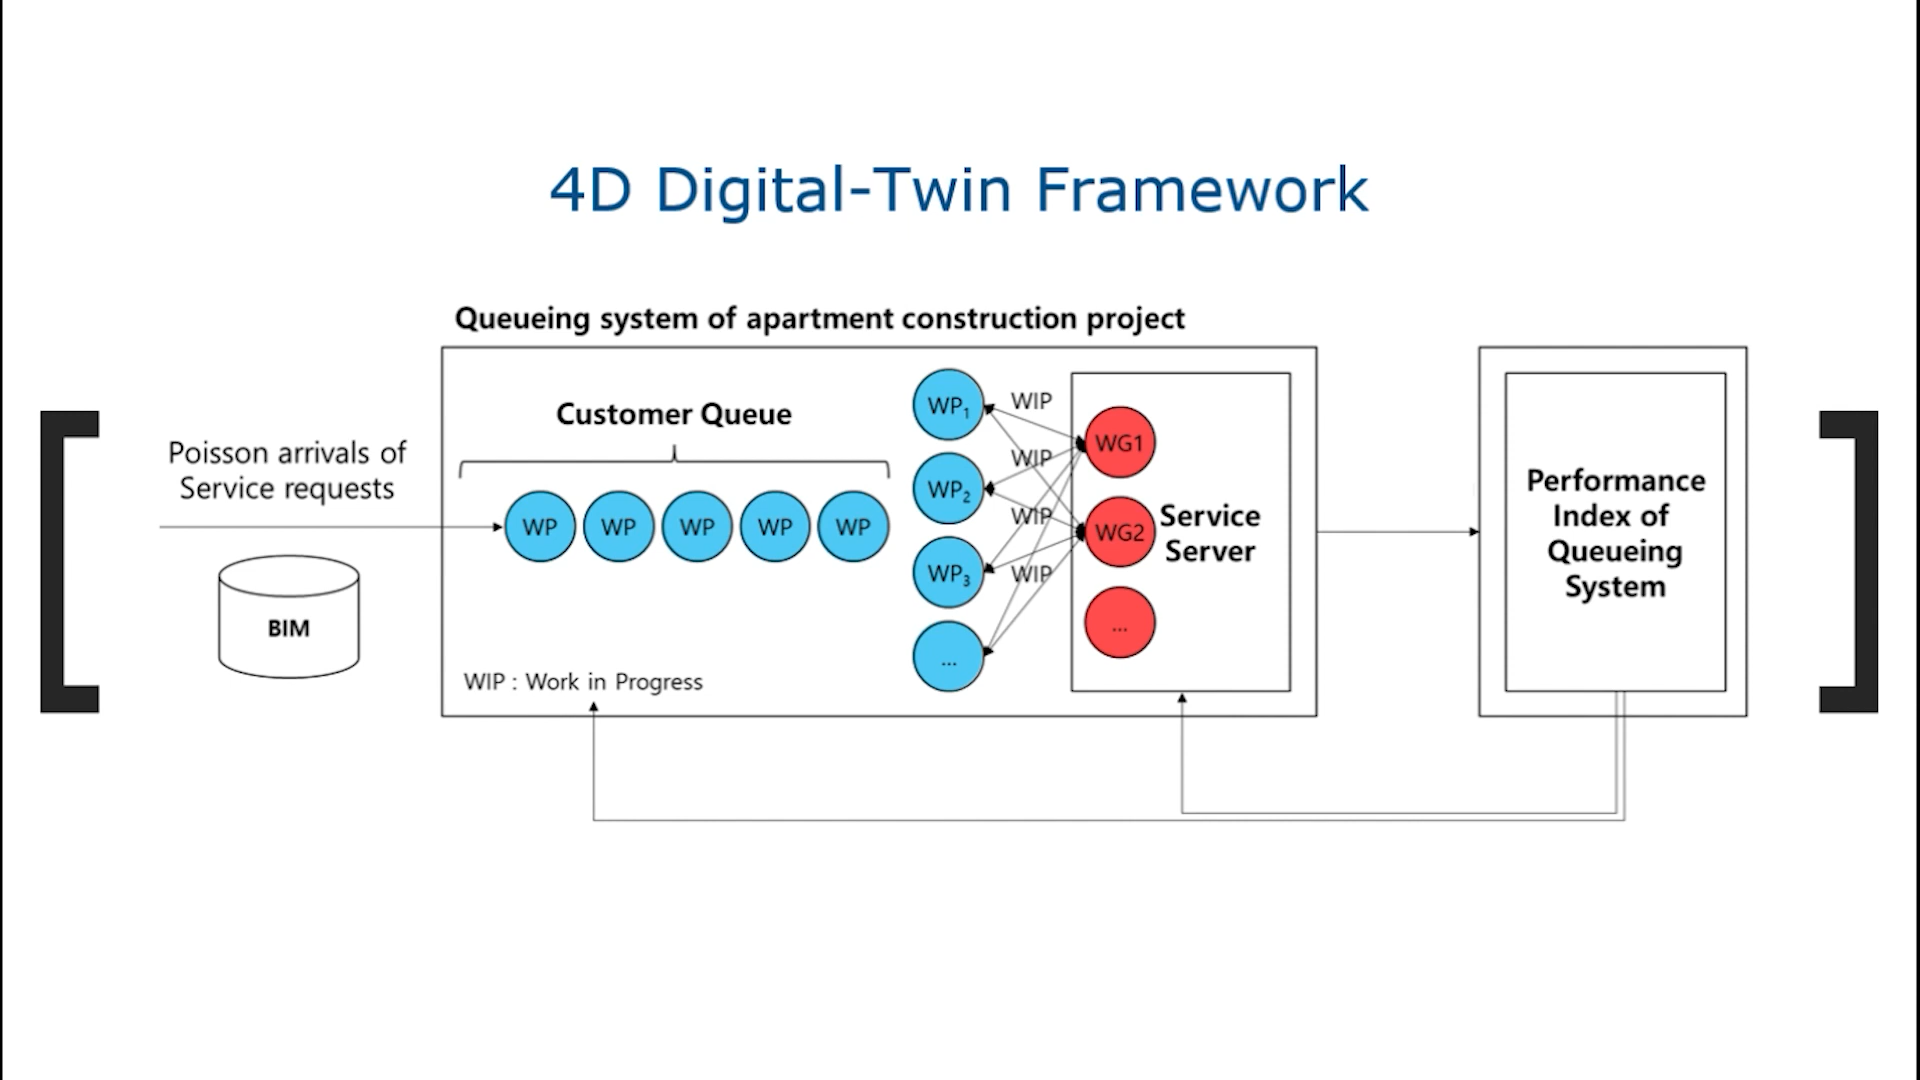 4D Digital-Twin Framework
Queueing system of apartment construction project
Poisson arrivals of
Service requests
BIM
Customer Queue
WP WP WP WP WP
WIP : Work in Progress
WP₁
WP₂
WP₃
...
WIP
WIP
WIP
WIP
WG1
WG2
...
Service
Server
Performance
Index of
Queueing
System